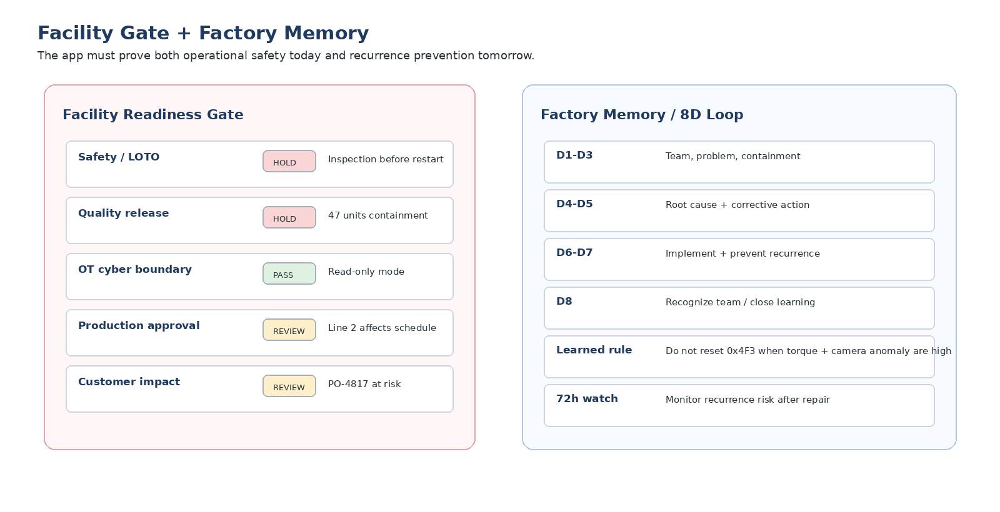 Facility Gate + Factory Memory
The app must prove both operational safety today and recurrence prevention tomorrow.
Facility Readiness Gate
Safety / LOTO HOLD Inspection before restart
Quality release HOLD 47 units containment
OT cyber boundary PASS Read-only mode
Production approval REVIEW Line 2 affects schedule
Customer impact REVIEW PO-4817 at risk
Factory Memory / 8D Loop
D1-D3 Team, problem, containment
D4-D5 Root cause + corrective action
D6-D7 Implement + prevent recurrence
D8 Recognize team / close learning
Learned rule Do not reset 0x4F3 when torque + camera anomaly are high
72h watch Monitor recurrence risk after repair